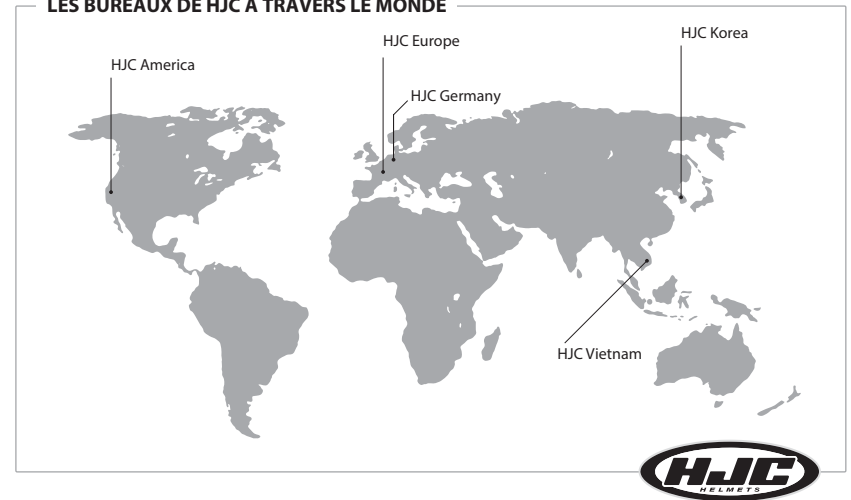 LES BUREAUX DE HJC À TRAVERS LE MONDE
HJC Korea
HJC Europe
HJC America
HJC Germany
HJC Vietnam
HJC
HELMETS